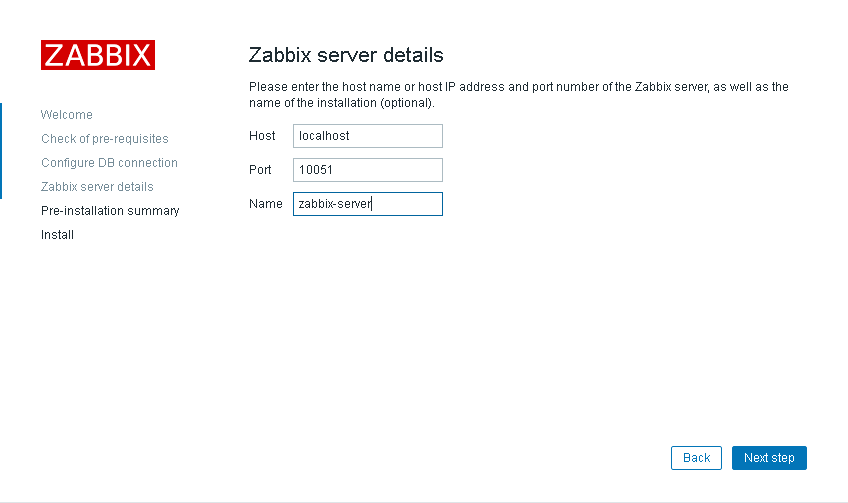 ZABBIX
Welcome
Check of pre-requisites
Configure DB connection
Zabbix server details
Pre-installation summary
Install
Zabbix server details
Please enter the host name or host IP address and port number of the Zabbix server, as well as the
name of the installation (optional).
Host localhost
Port 10051
Name zabbix-server
Back Next step